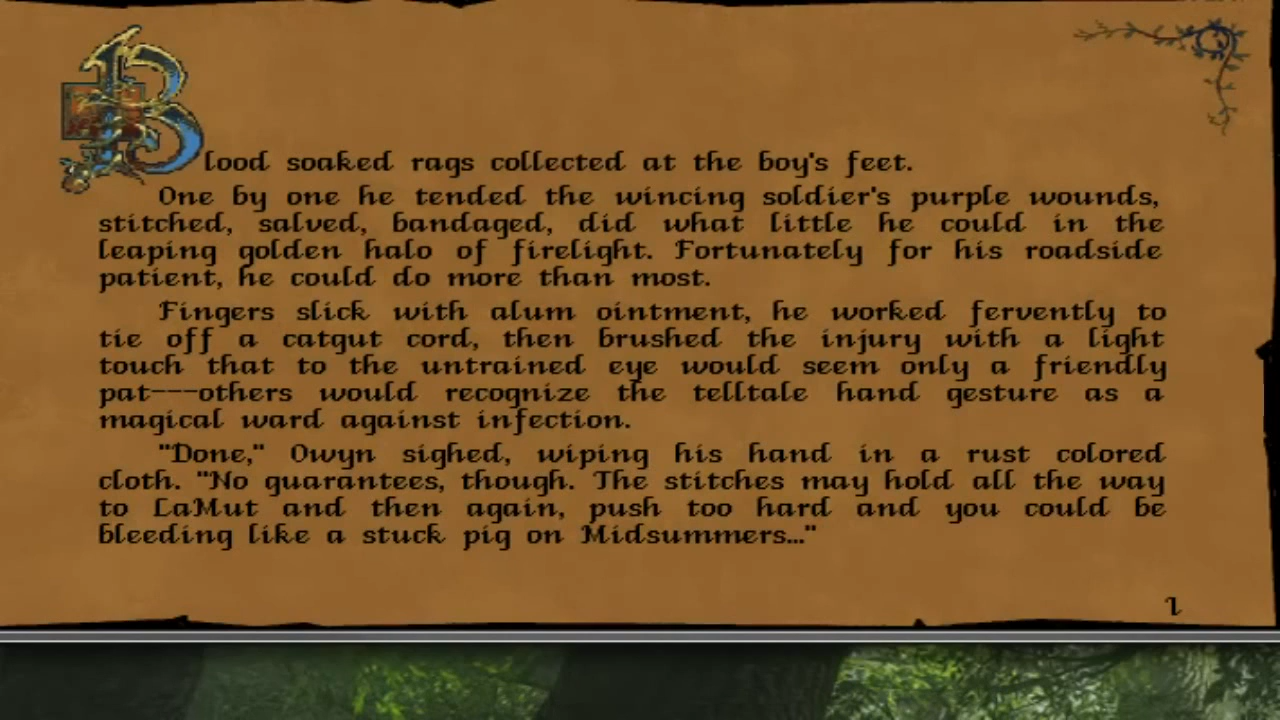 Blood soaked rags collected at the boy's feet.
One by one he tended the wincing soldier's purple wounds,
stitched, salved, bandaged, did what little he could in the
leaping golden halo of firelight. Fortunately for his roadside
patient, he could do more than most.
Fingers slick with alum ointment, he worked fervently to
tie off a catgut cord, then brushed the injury with a light
touch that to the untrained eye would seem only a friendly
pat---others would recognize the telltale hand gesture as a
magical ward against infection.
"Done," Owyn sighed, wiping his hand in a rust colored
cloth. "No guarantees, though. The stitches may hold all the way
to LaMut and then again, push too hard and you could be
bleeding like a stuck pig on Midsummers..."
1